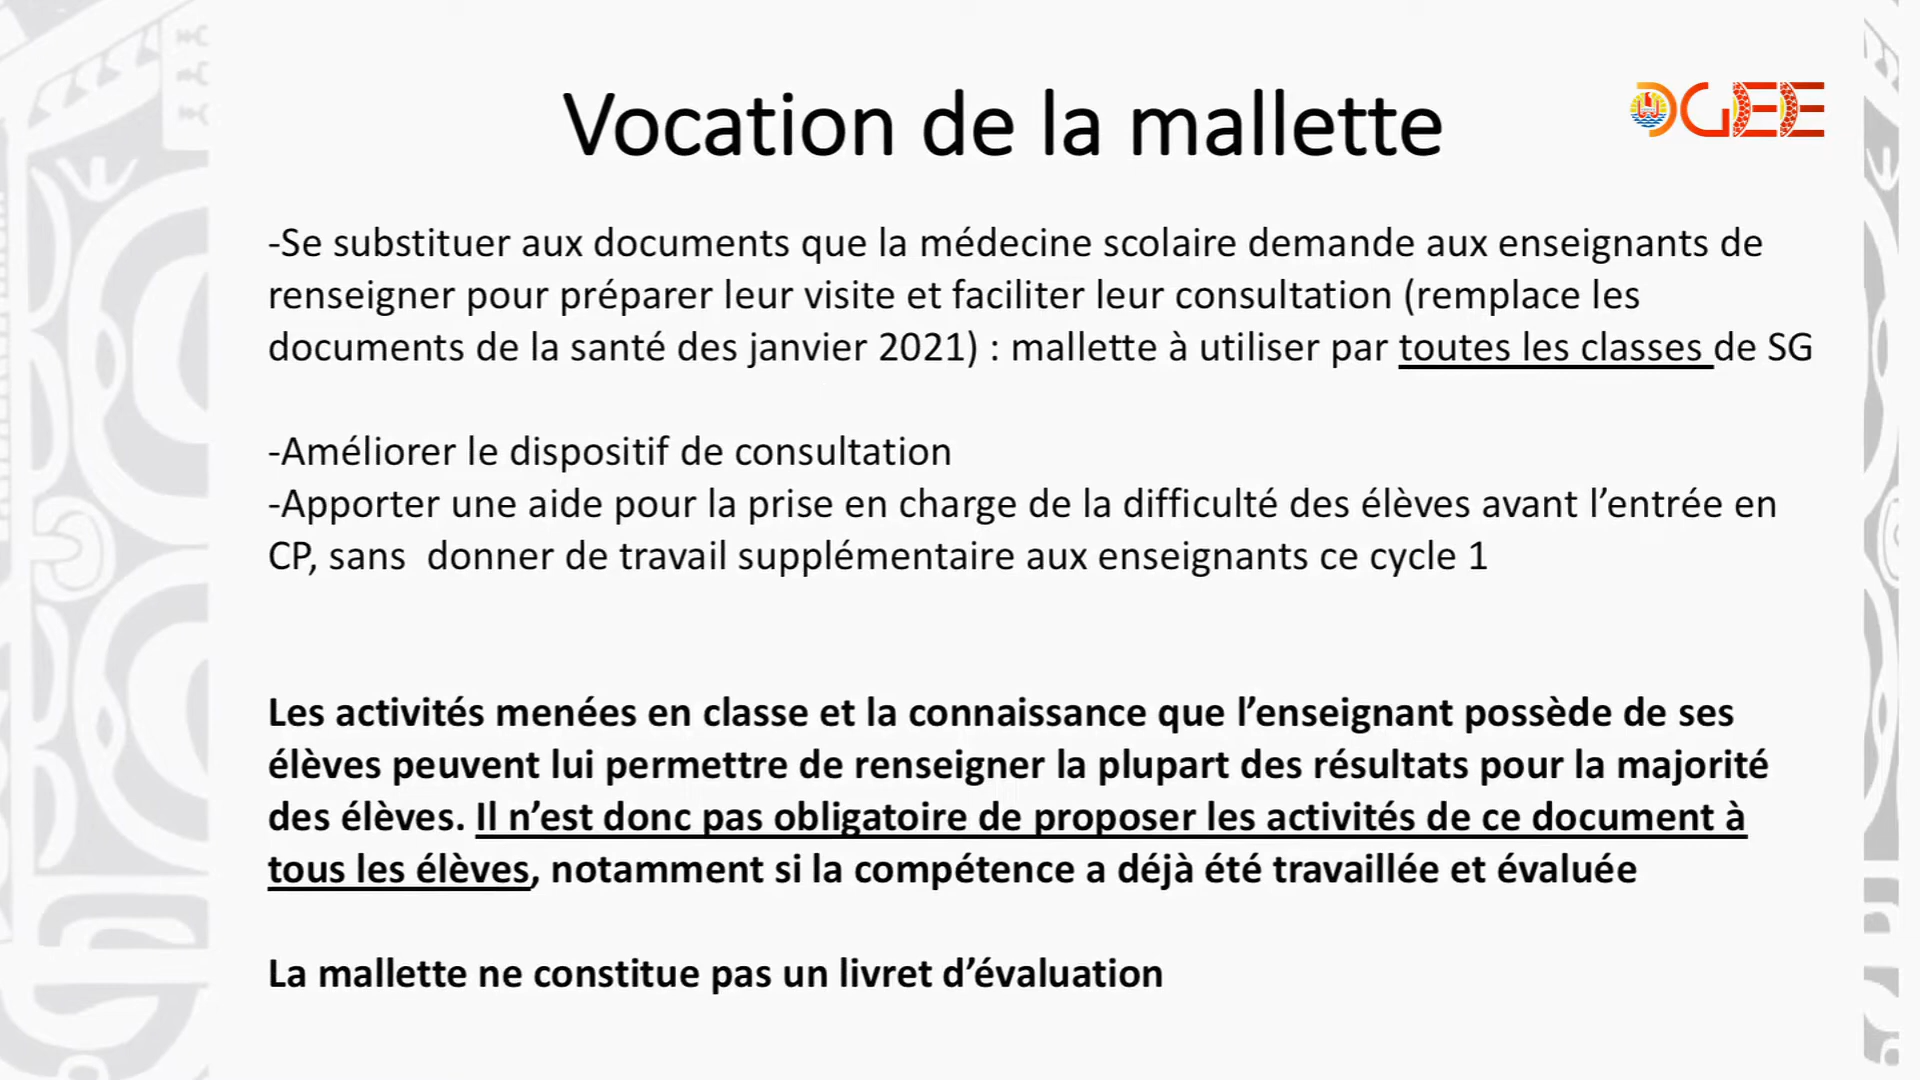 Vocation de la mallette
DGEE
-Se substituer aux documents que la médecine scolaire demande aux enseignants de
renseigner pour préparer leur visite et faciliter leur consultation (remplace les
documents de la santé des janvier 2021) : mallette à utiliser par toutes les classes de SG
-Améliorer le dispositif de consultation
-Apporter une aide pour la prise en charge de la difficulté des élèves avant l’entrée en
CP, sans  donner de travail supplémentaire aux enseignants ce cycle 1
Les activités menées en classe et la connaissance que l’enseignant possède de ses
élèves peuvent lui permettre de renseigner la plupart des résultats pour la majorité
des élèves. Il n’est donc pas obligatoire de proposer les activités de ce document à
tous les élèves, notamment si la compétence a déjà été travaillée et évaluée
La mallette ne constitue pas un livret d’évaluation